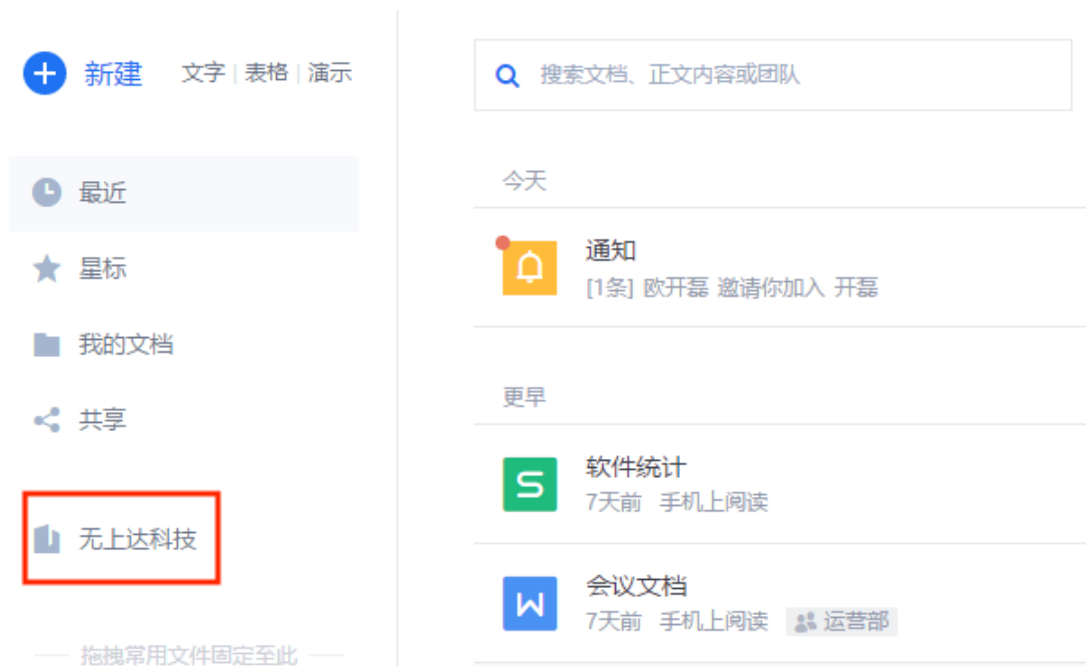 新建 文字 | 表格 | 演示
最近
星标
我的文档
共享
无上达科技
拖拽常用文件固定至此
搜索文档、正文内容或团队
今天
通知
[1条] 欧开磊 邀请你加入 开磊
更早
软件统计
7天前 手机上阅读
会议文档
7天前 手机上阅读 运营部